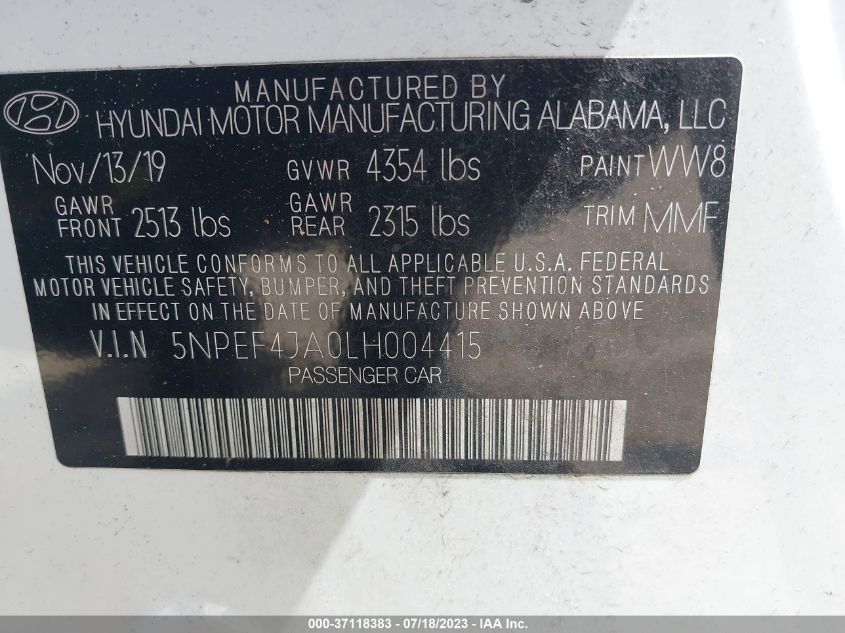 MANUFACTURED BY
HYUNDAI MOTOR MANUFACTURING ALABAMA, LLC
Nov/13/19 GVWR 4354 lbs PAINT WW8
GAWR FRONT 2513 lbs GAWR REAR 2315 lbs TRIM MMF
THIS VEHICLE CONFORMS TO ALL APPLICABLE U.S.A. FEDERAL
MOTOR VEHICLE SAFETY, BUMPER, AND THEFT PREVENTION STANDARDS
IN EFFECT ON THE DATE OF MANUFACTURE SHOWN ABOVE
V.I.N 5NPEF4JA0LH004415
PASSENGER CAR
000-37118383 - 07/18/2023 - IAAI, Inc.